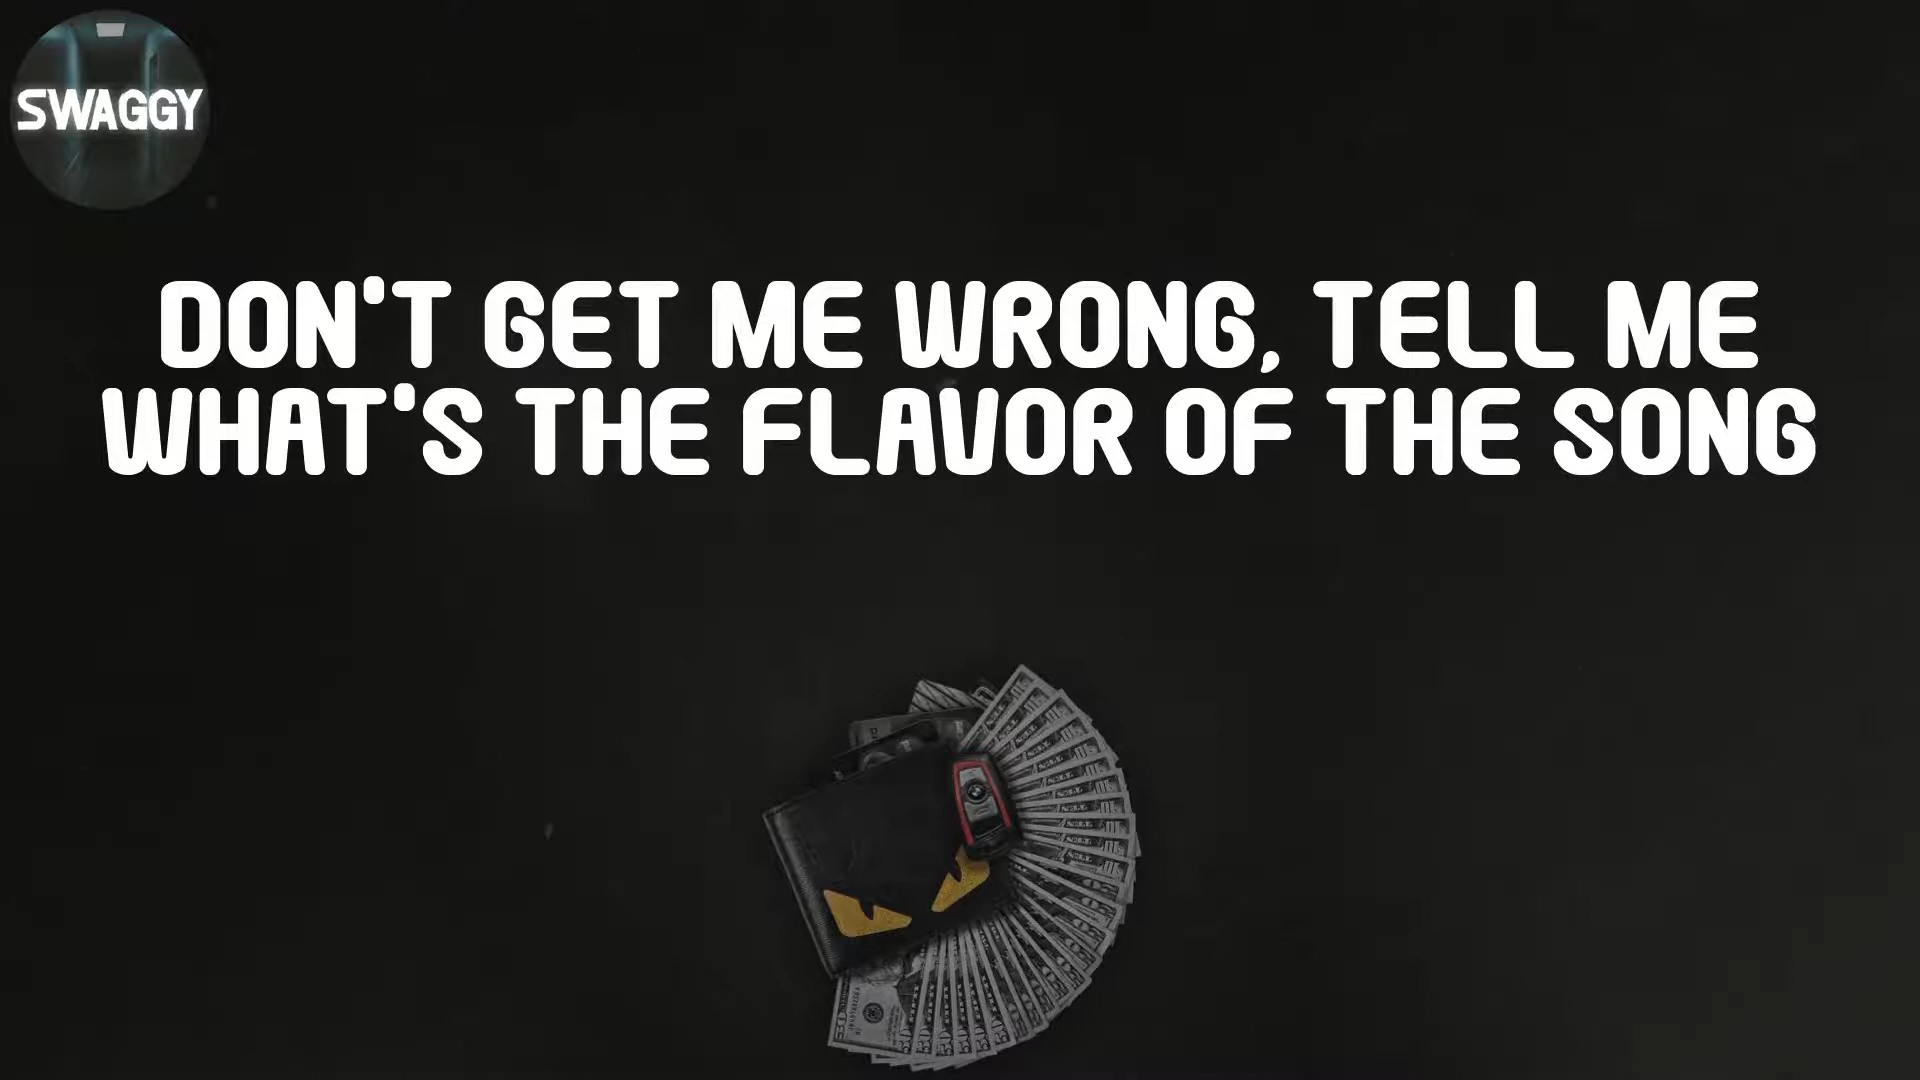 SWAGGY
DON'T GET ME WRONG, TELL ME
WHAT'S THE FLAVOR OF THE SONG